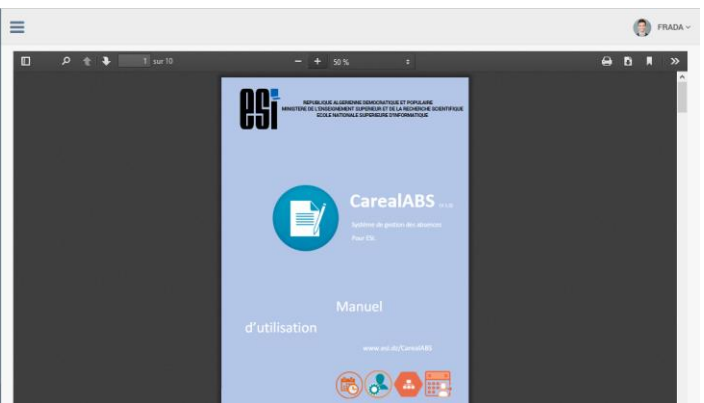 FRADA
1 sur 10
50 %
esi
REPUBLIQUE ALGERIENNE DEMOCRATIQUE ET POPULAIRE
MINISTERE DE L'ENSEIGNEMENT SUPERIEUR ET DE LA RECHERCHE SCIENTIFIQUE
ECOLE NATIONALE SUPERIEURE D'INFORMATIQUE
CarealABS
Système de gestion des absences
Pour ESI.
Manuel
d'utilisation
www.esi.dz/CarealABS